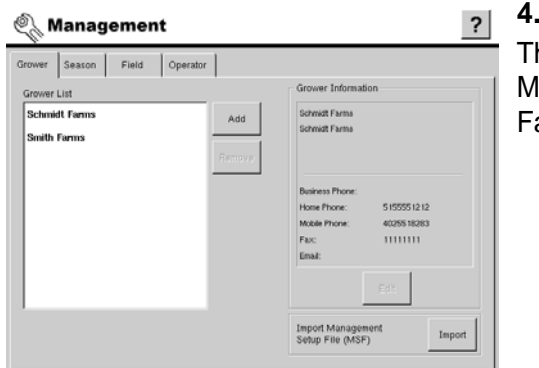 Management
?
Grower Season Field Operator
Grower List
Schmidt Farms
Smith Farms
Add
Remove
Grower Information
Schmidt Farms
Schmidt Farms
Business Phone:
Home Phone: 5155551212
Mobile Phone: 4025518283
Fax: 11111111
Email:
Edit
Import Management
Setup File (MSF)
Import
4.